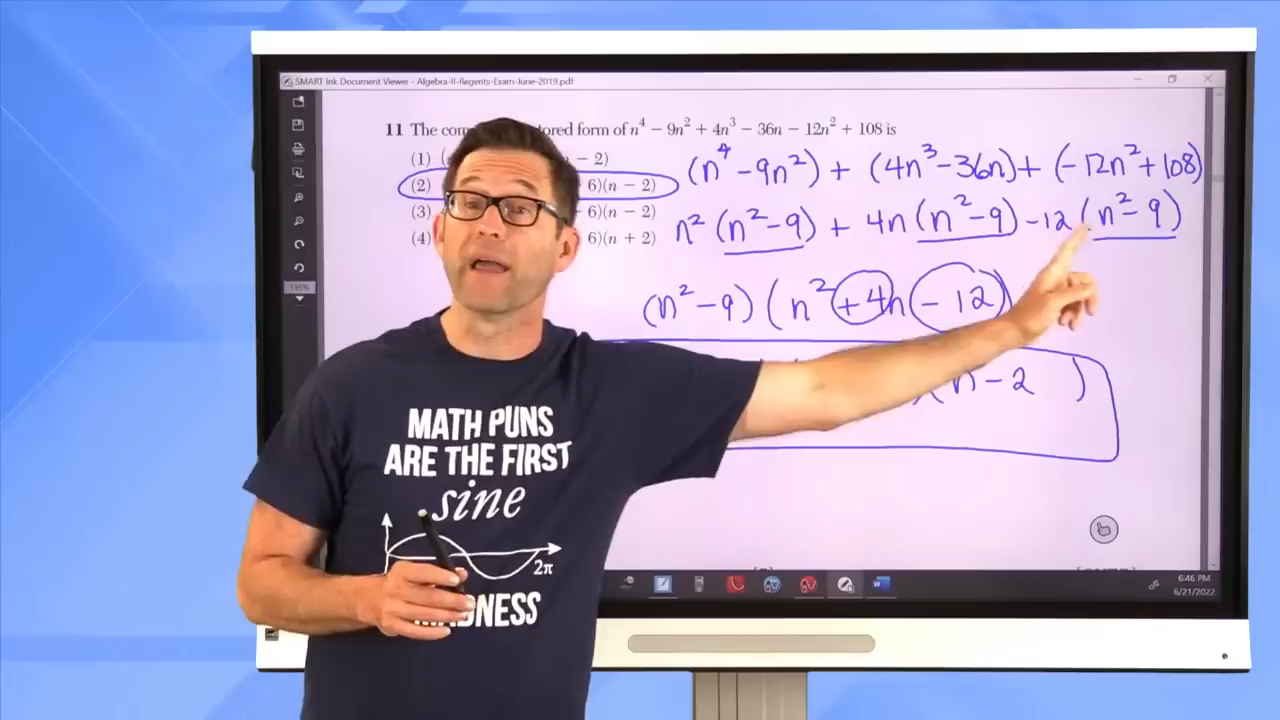 SMART Ink Document Viewer - Algebra-II-Regents-Exam-June-2019.pdf
11 The ored form of n⁴ − 9n² + 4n³ − 36n − 12n² + 108 is
(1) − 2)
(2) 6)(n − 2)
(3) 6)(n − 2)
(4) 6)(n + 2)
(n⁴ - 9n²) + (4n³ - 36n) + (-12n² + 108)
n² (n² - 9) + 4n (n² - 9) - 12 (n² - 9)
(n² - 9) (n² + 4n - 12)
(n - 2 )
195%
MATH PUNS
ARE THE FIRST
sine
2π
6:46 PM
6/21/2022